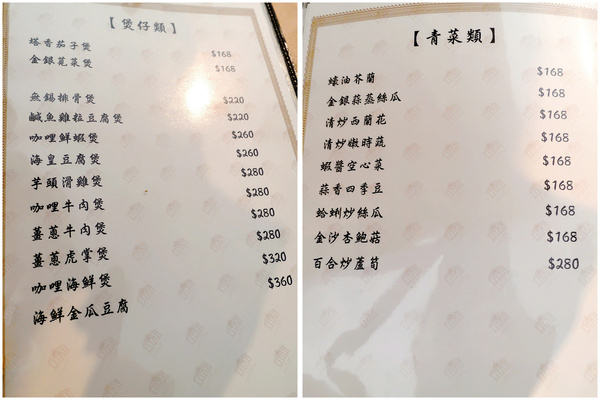 【煲仔類】
塔香茄子煲 $168
金銀莧菜煲 $168
無錫排骨煲 $220
鹹魚雞粒豆腐煲 $220
咖哩鮮蝦煲 $260
海皇豆腐煲 $260
芋頭滑雞煲 $280
咖哩牛肉煲 $280
薑蔥牛肉煲 $280
薑蔥虎掌煲 $280
咖哩海鮮煲 $320
海鮮金瓜豆腐 $360
【青菜類】
蠔油芥蘭 $168
金銀蒜蒸絲瓜 $168
清炒西蘭花 $168
清炒嫩時蔬 $168
蝦醬空心菜 $168
蒜香四季豆 $168
蛤蜊炒絲瓜 $168
金沙杏鮑菇 $168
百合炒蘆筍 $280